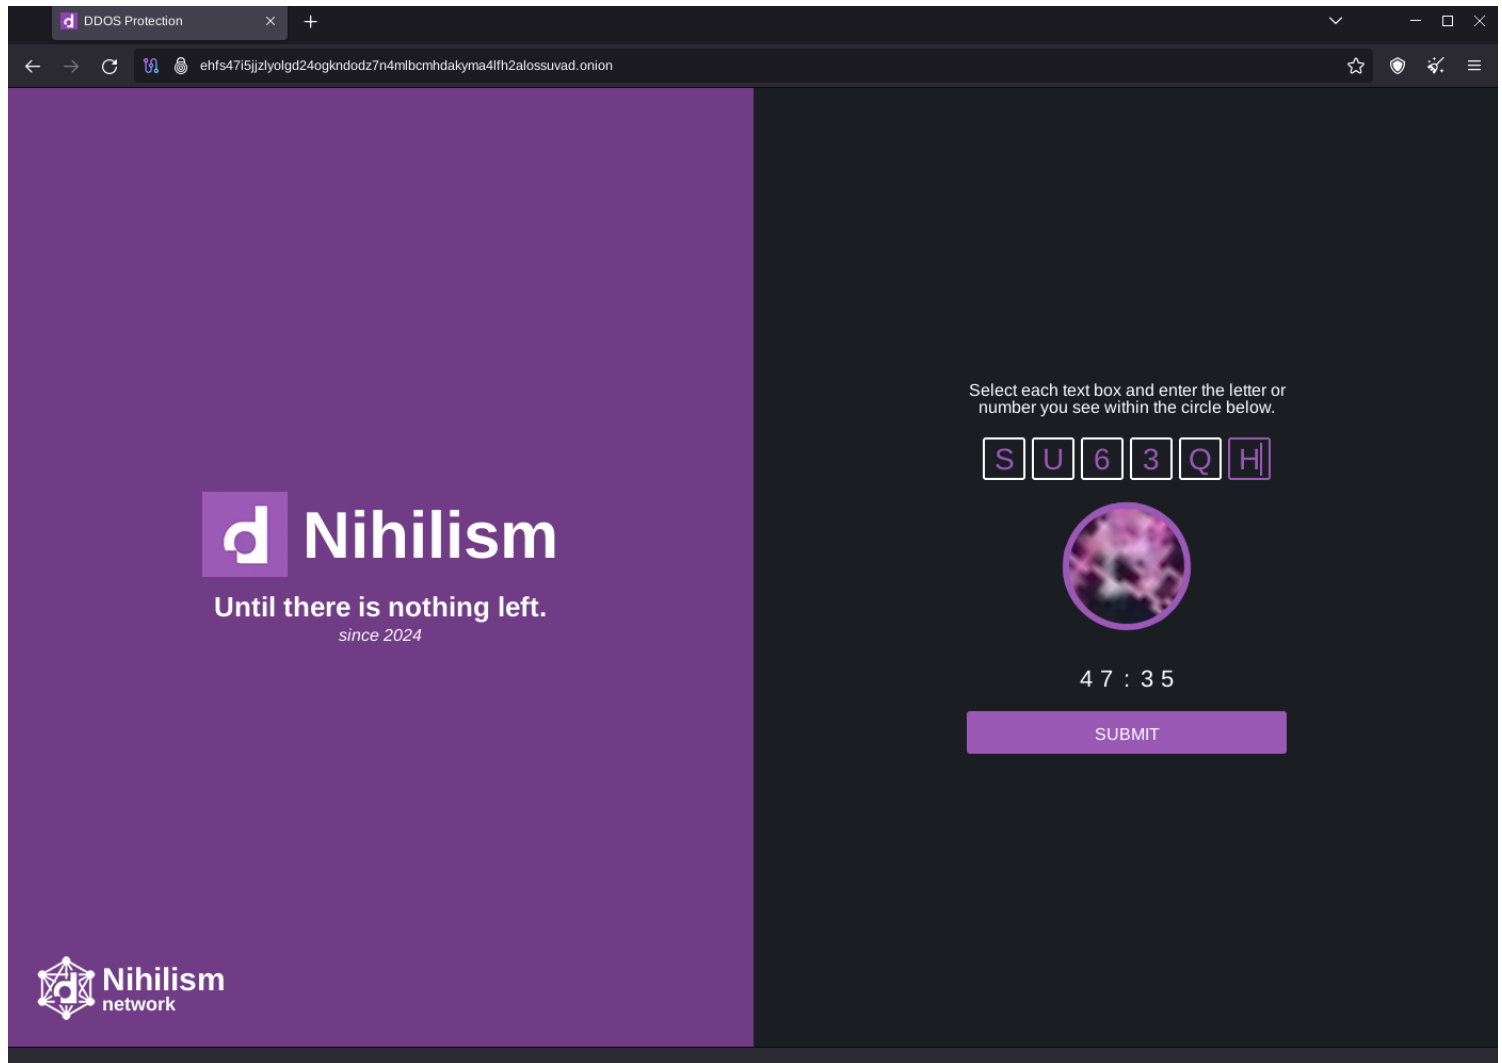 DDOS Protection
ehfs47i5jjzlyolgd24ogkndodz7n4mlbcmhdakyma4lfh2alossuvad.onion
Nihilism
Until there is nothing left.
since 2024
Nihilism
network
Select each text box and enter the letter or
number you see within the circle below.
S U 6 3 Q H
47:35
SUBMIT